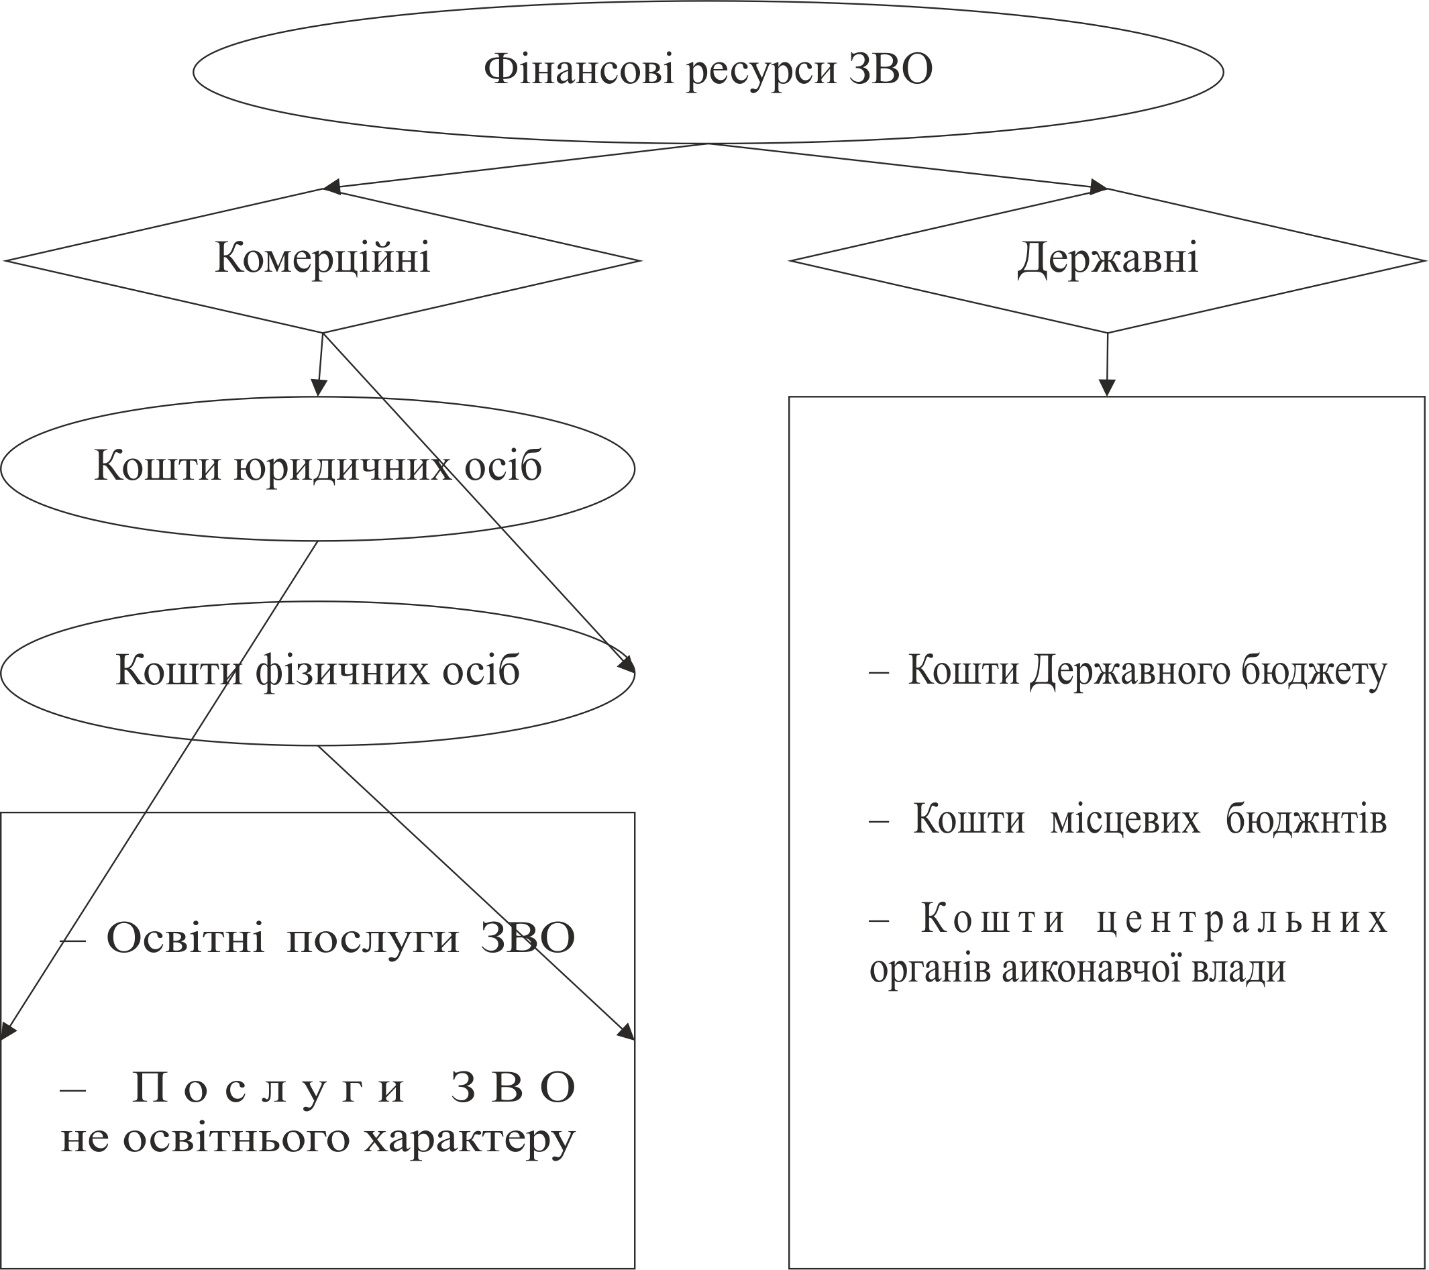 Фінансові ресурси ЗВО
Комерційні
Державні
Кошти юридичних осіб
Кошти фізичних осіб
– Освітні послуги ЗВО
– Послуги ЗВО
не освітнього характеру
– Кошти Державного бюджету
– Кошти місцевих бюджнтів
– Кошти центральних
органів аиконавчої влади